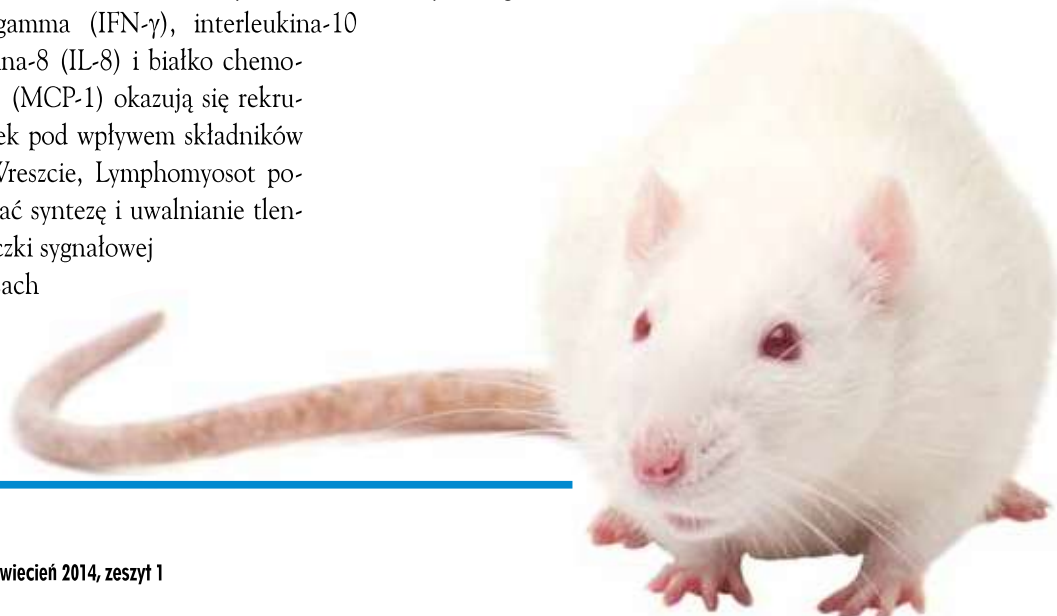 gamma (IFN-γ), interleukina-10
na-8 (IL-8) i białko chemo-
(MCP-1) okazują się rekru-
ek pod wpływem składników
Wreszcie, Lymphomyosot po-
ać syntezę i uwalnianie tlen-
czki sygnałowej
ach
wiecień 2014, zeszyt 1